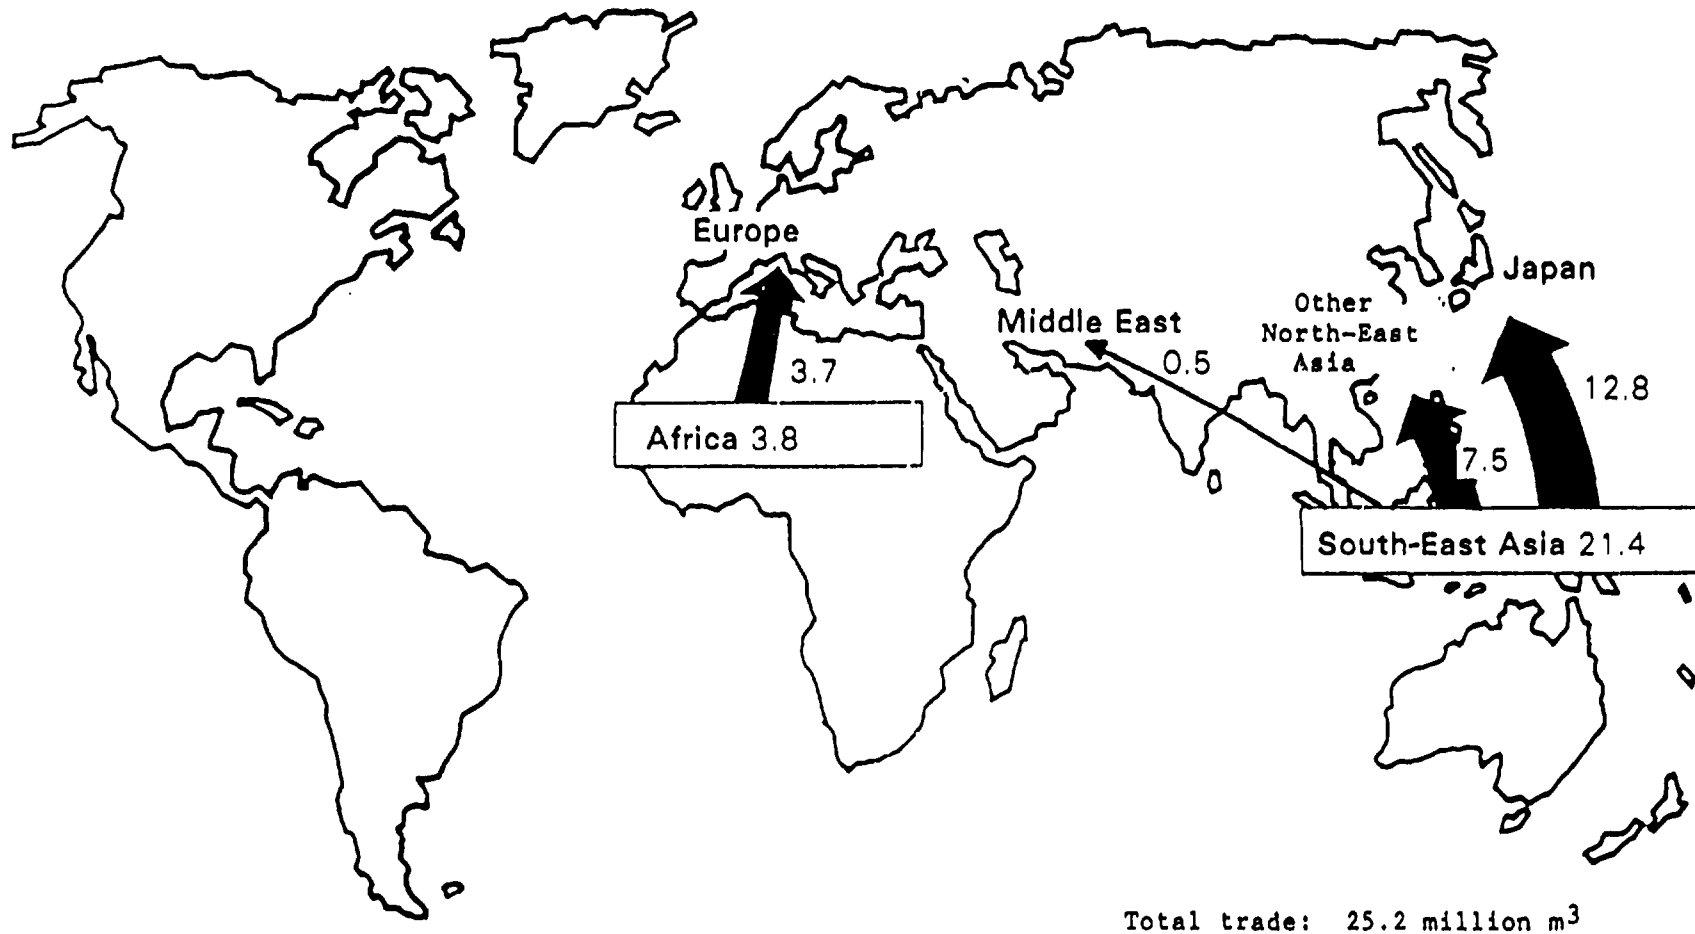 Europe
Japan
Other
North-East
Asia
Middle East
0.5
3.7
12.8
Africa 3.8
7.5
South-East Asia 21.4
Total trade: 25.2 million m³